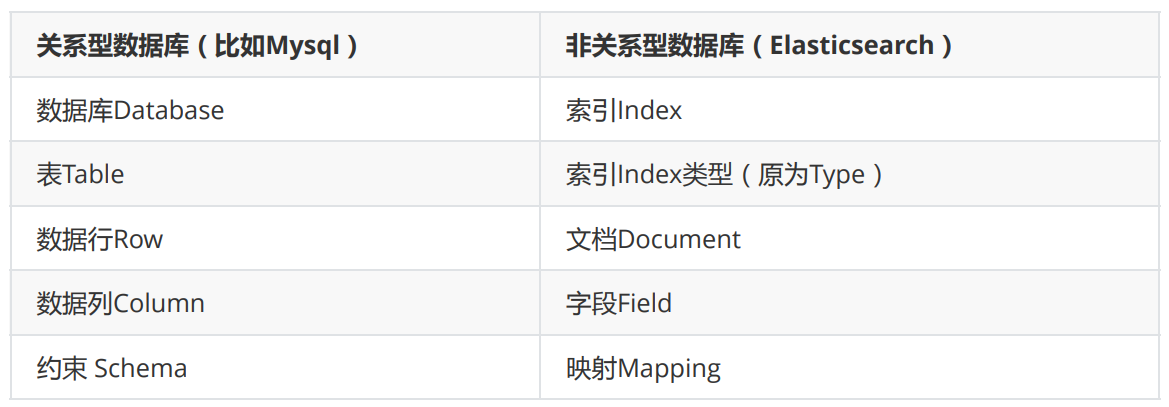 关系型数据库（比如Mysql） 非关系型数据库（Elasticsearch）
数据库Database 索引Index
表Table 索引Index类型（原为Type）
数据行Row 文档Document
数据列Column 字段Field
约束 Schema 映射Mapping